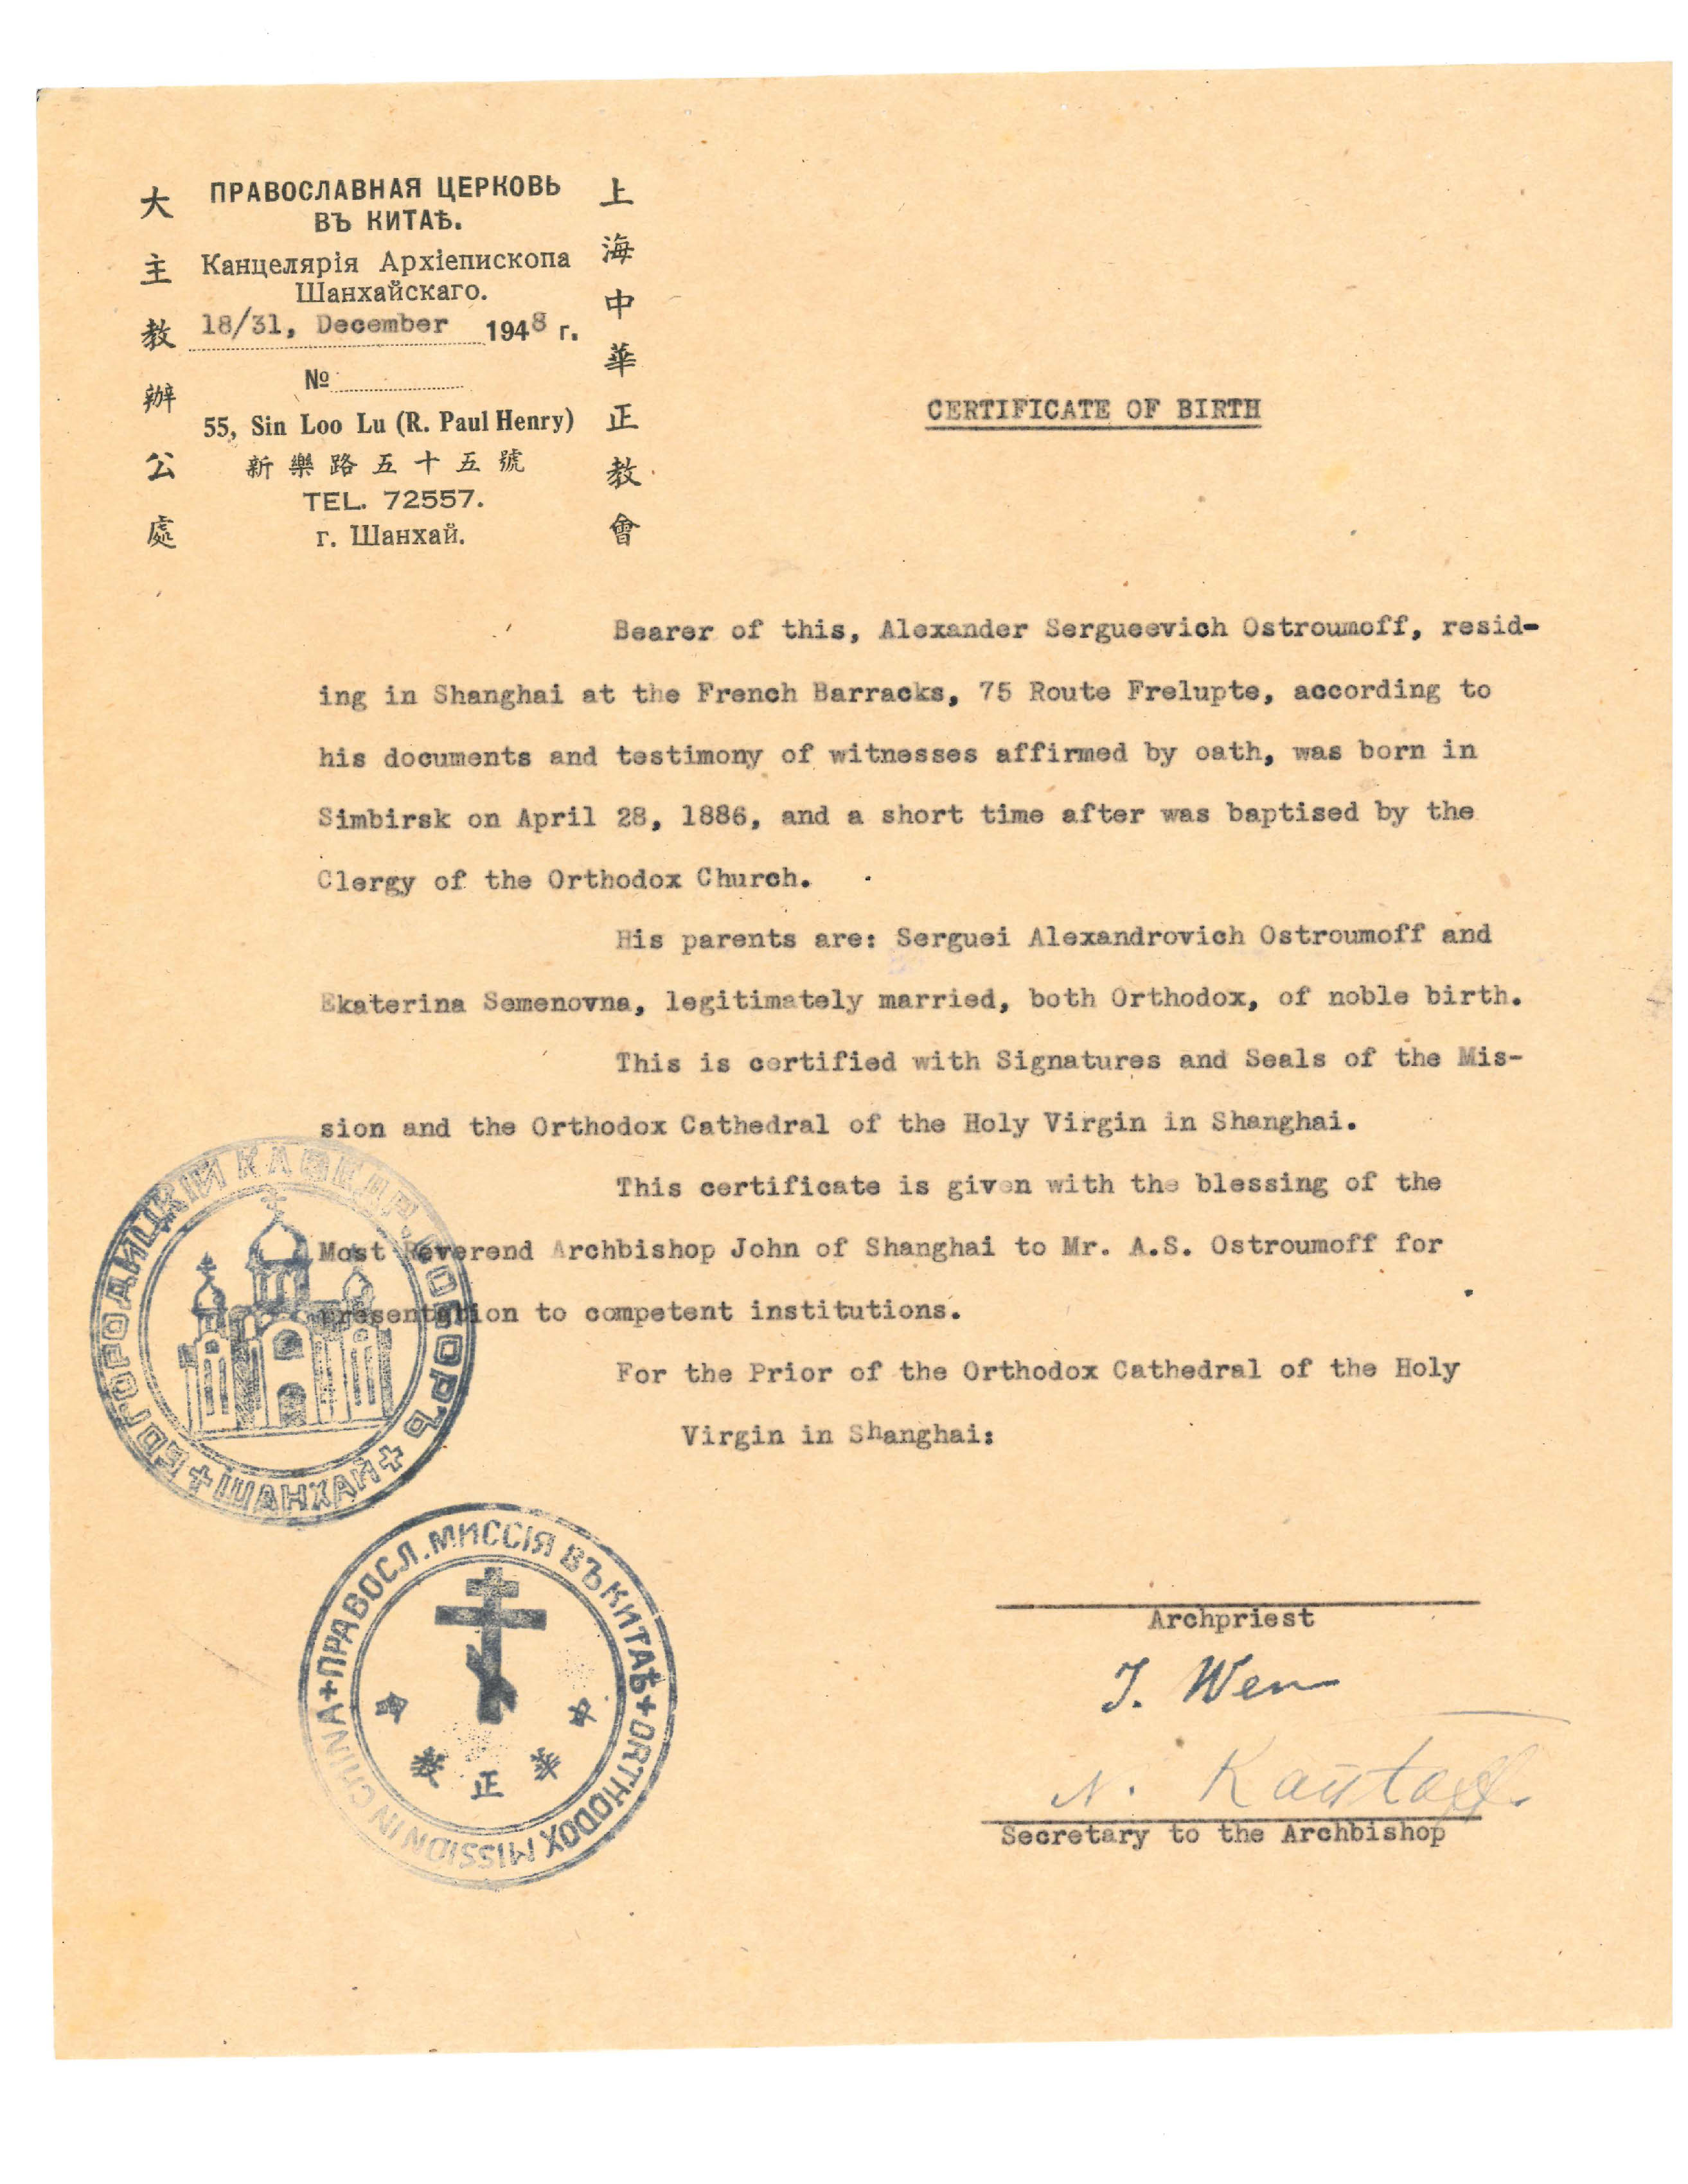 大主教辦公處
ПРАВОСЛАВНАЯ ЦЕРКОВЬ
ВЪ КИТАѢ.
Канцелярія Архіепископа
Шанхайскаго.
18/31, December 1948 г.
№
55, Sin Loo Lu (R. Paul Henry)
新樂路五十五號
TEL. 72557.
г. Шанхай.
上海中華正教會
CERTIFICATE OF BIRTH
Bearer of this, Alexander Sergueevich Ostroumoff, resid-
ing in Shanghai at the French Barracks, 75 Route Frelupte, according to
his documents and testimony of witnesses affirmed by oath, was born in
Simbirsk on April 28, 1886, and a short time after was baptised by the
Clergy of the Orthodox Church.
His parents are: Serguei Alexandrovich Ostroumoff and
Ekaterina Semenovna, legitimately married, both Orthodox, of noble birth.
This is certified with Signatures and Seals of the Mis-
sion and the Orthodox Cathedral of the Holy Virgin in Shanghai.
This certificate is given with the blessing of the
Most Reverend Archbishop John of Shanghai to Mr. A.S. Ostroumoff for
presentation to competent institutions.
For the Prior of the Orthodox Cathedral of the Holy
Virgin in Shanghai:
БОГОРОДИЦКІЙ КАѲЕДР. СОБОРЪ
+ ШАНХАЙ +
+ ПРАВОСЛ. МИССІЯ ВЪ КИТАѢ +
ORTHODOX MISSION IN CHINA
中華正教會
Archpriest
J. Wen
N.
Secretary to the Archbishop